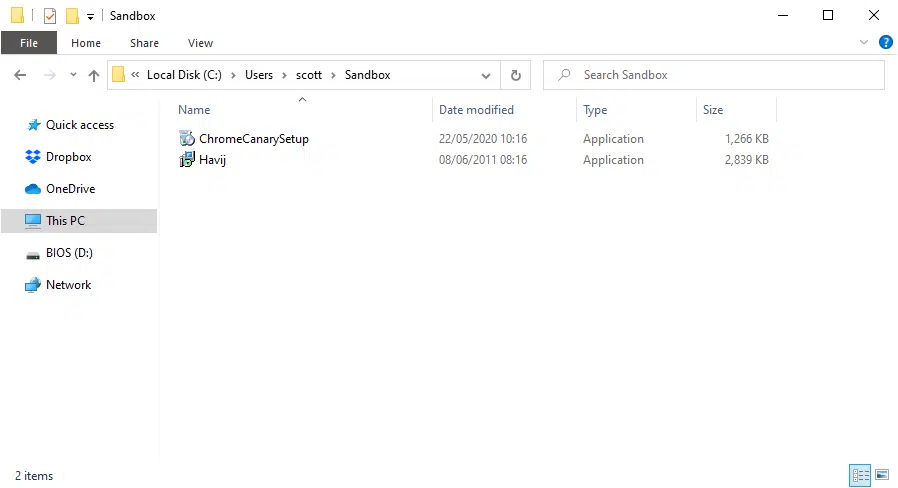 Sandbox
File Home Share View
« Local Disk (C:) › Users › scott › Sandbox Search Sandbox
Name Date modified Type Size
Quick access
Dropbox
OneDrive
This PC
BIOS (D:)
Network
ChromeCanarySetup 22/05/2020 10:16 Application 1,266 KB
Havij 08/06/2011 08:16 Application 2,839 KB
2 items